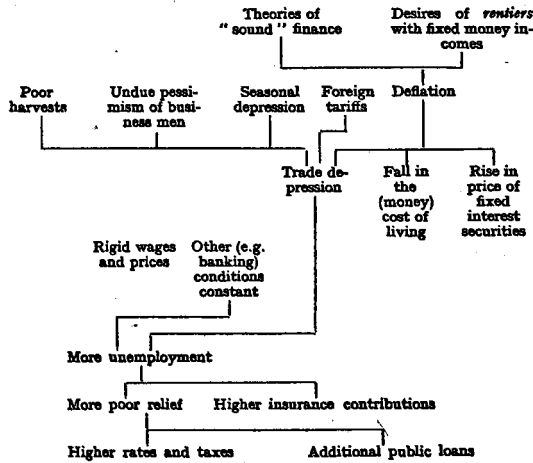 Theories of
“ sound ” finance
Desires of rentiers
with fixed money in-
comes
Poor
harvests
Undue pessi-
mism of busi-
ness men
Seasonal
depression
Foreign
tariffs
Deflation
Trade de-
pression
Fall in
the
(money)
cost of
living
Rise in
price of
fixed
interest
securities
Rigid wages
and prices
Other (e.g.
banking)
conditions
constant
More unemployment
More poor relief
Higher insurance contributions
Higher rates and taxes
Additional public loans